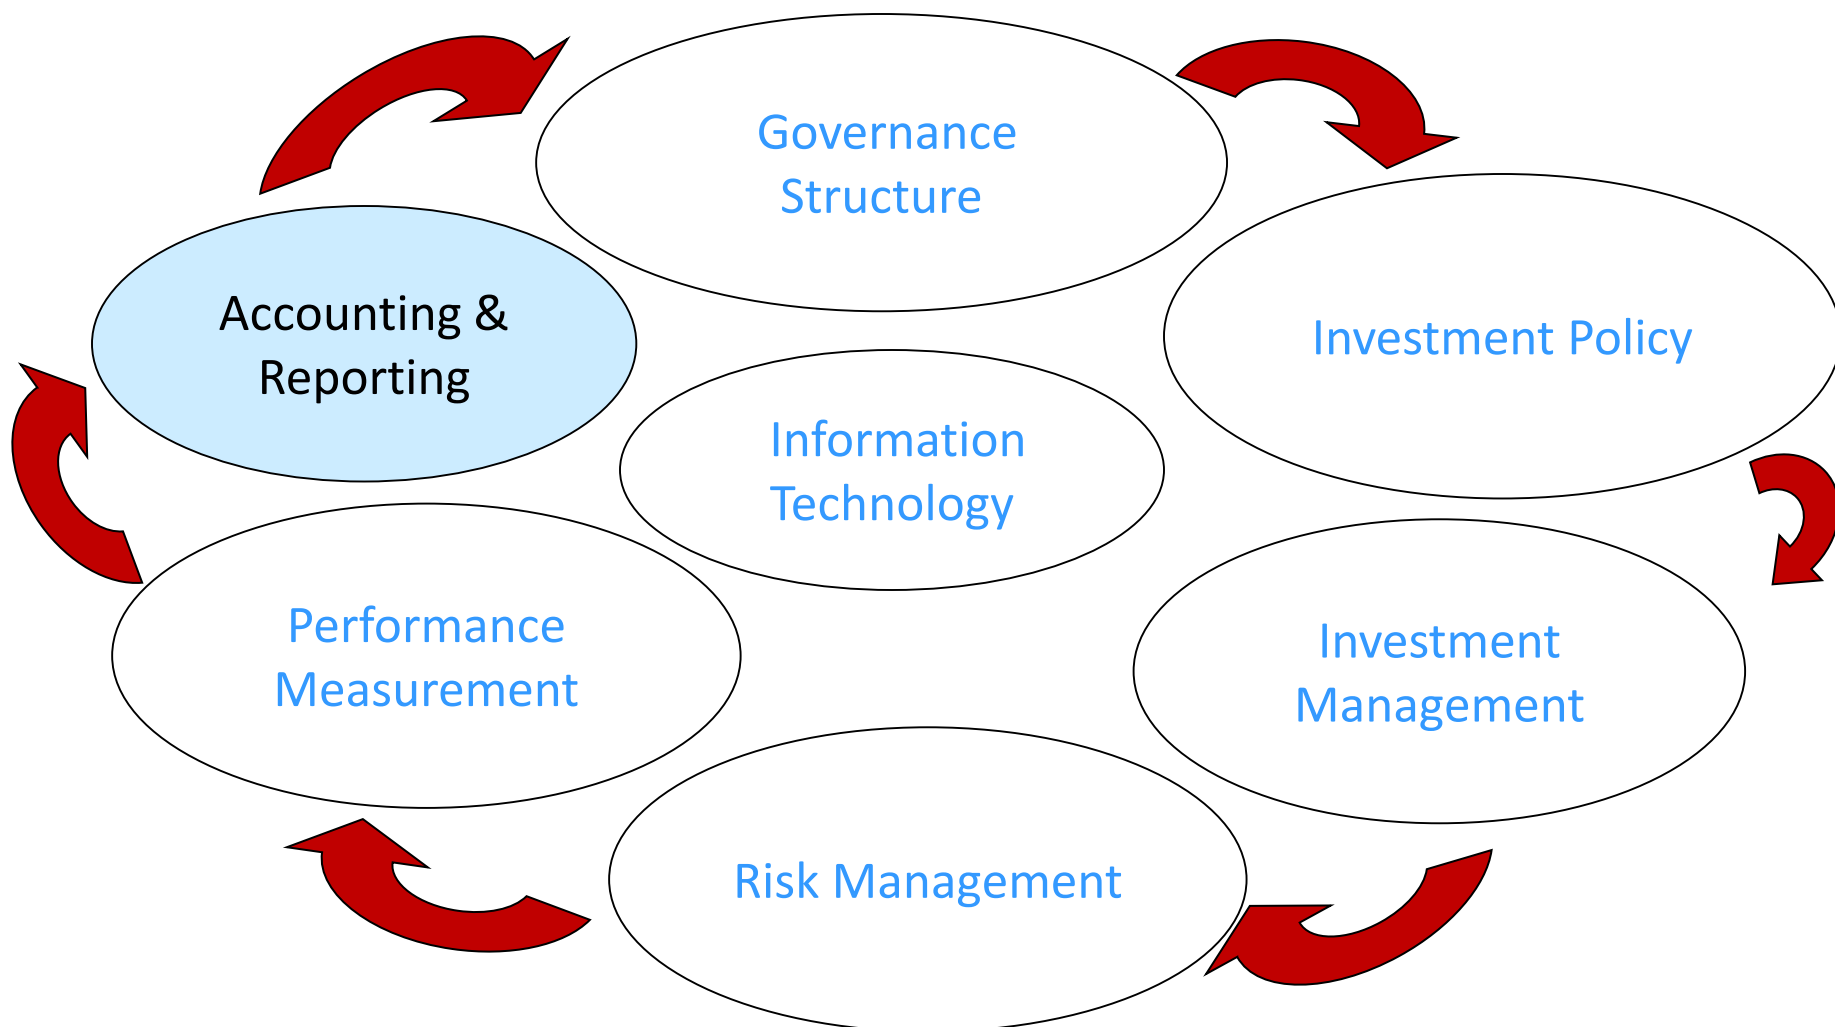 Governance
Structure
Accounting &
Reporting
Investment Policy
Information
Technology
Performance
Measurement
Investment
Management
Risk Management